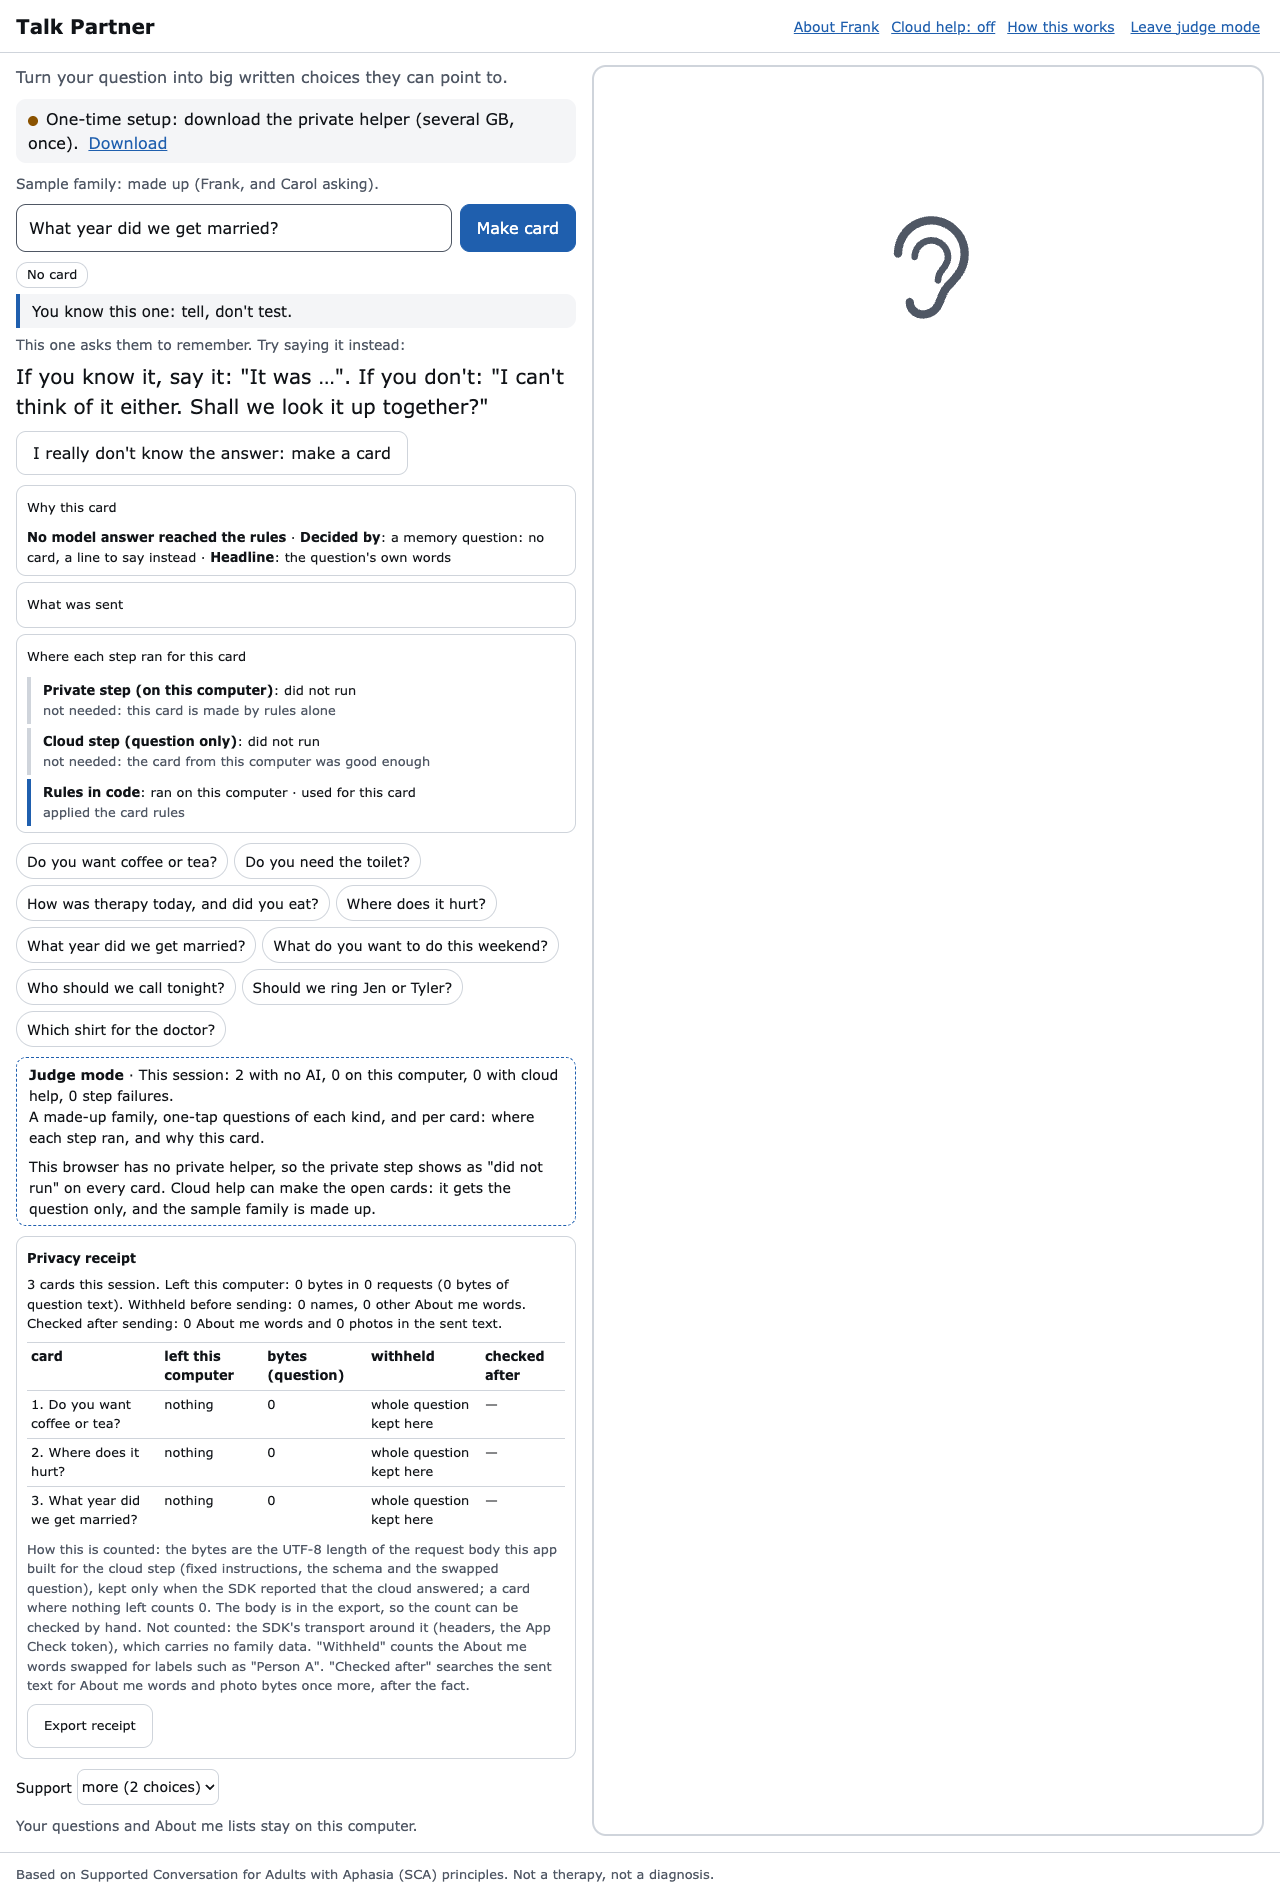 Talk Partner
About Frank Cloud help: off How this works Leave judge mode
Turn your question into big written choices they can point to.
One-time setup: download the private helper (several GB,
once). Download
Sample family: made up (Frank, and Carol asking).
What year did we get married?
Make card
No card
You know this one: tell, don't test.
This one asks them to remember. Try saying it instead:
If you know it, say it: "It was …". If you don't: "I can't
think of it either. Shall we look it up together?"
I really don't know the answer: make a card
Why this card
No model answer reached the rules · Decided by: a memory question: no
card, a line to say instead · Headline: the question's own words
What was sent
Where each step ran for this card
Private step (on this computer): did not run
not needed: this card is made by rules alone
Cloud step (question only): did not run
not needed: the card from this computer was good enough
Rules in code: ran on this computer · used for this card
applied the card rules
Do you want coffee or tea? Do you need the toilet?
How was therapy today, and did you eat? Where does it hurt?
What year did we get married? What do you want to do this weekend?
Who should we call tonight? Should we ring Jen or Tyler?
Which shirt for the doctor?
Judge mode · This session: 2 with no AI, 0 on this computer, 0 with cloud
help, 0 step failures.
A made-up family, one-tap questions of each kind, and per card: where
each step ran, and why this card.
This browser has no private helper, so the private step shows as "did not
run" on every card. Cloud help can make the open cards: it gets the
question only, and the sample family is made up.
Privacy receipt
3 cards this session. Left this computer: 0 bytes in 0 requests (0 bytes of
question text). Withheld before sending: 0 names, 0 other About me words.
Checked after sending: 0 About me words and 0 photos in the sent text.
card left this bytes withheld checked
computer (question) after
1. Do you want nothing 0 whole question —
coffee or tea? kept here
2. Where does it nothing 0 whole question —
hurt? kept here
3. What year did nothing 0 whole question —
we get married? kept here
How this is counted: the bytes are the UTF-8 length of the request body this app
built for the cloud step (fixed instructions, the schema and the swapped
question), kept only when the SDK reported that the cloud answered; a card
where nothing left counts 0. The body is in the export, so the count can be
checked by hand. Not counted: the SDK's transport around it (headers, the App
Check token), which carries no family data. "Withheld" counts the About me
words swapped for labels such as "Person A". "Checked after" searches the sent
text for About me words and photo bytes once more, after the fact.
Export receipt
Support more (2 choices)
Your questions and About me lists stay on this computer.
Based on Supported Conversation for Adults with Aphasia (SCA) principles. Not a therapy, not a diagnosis.